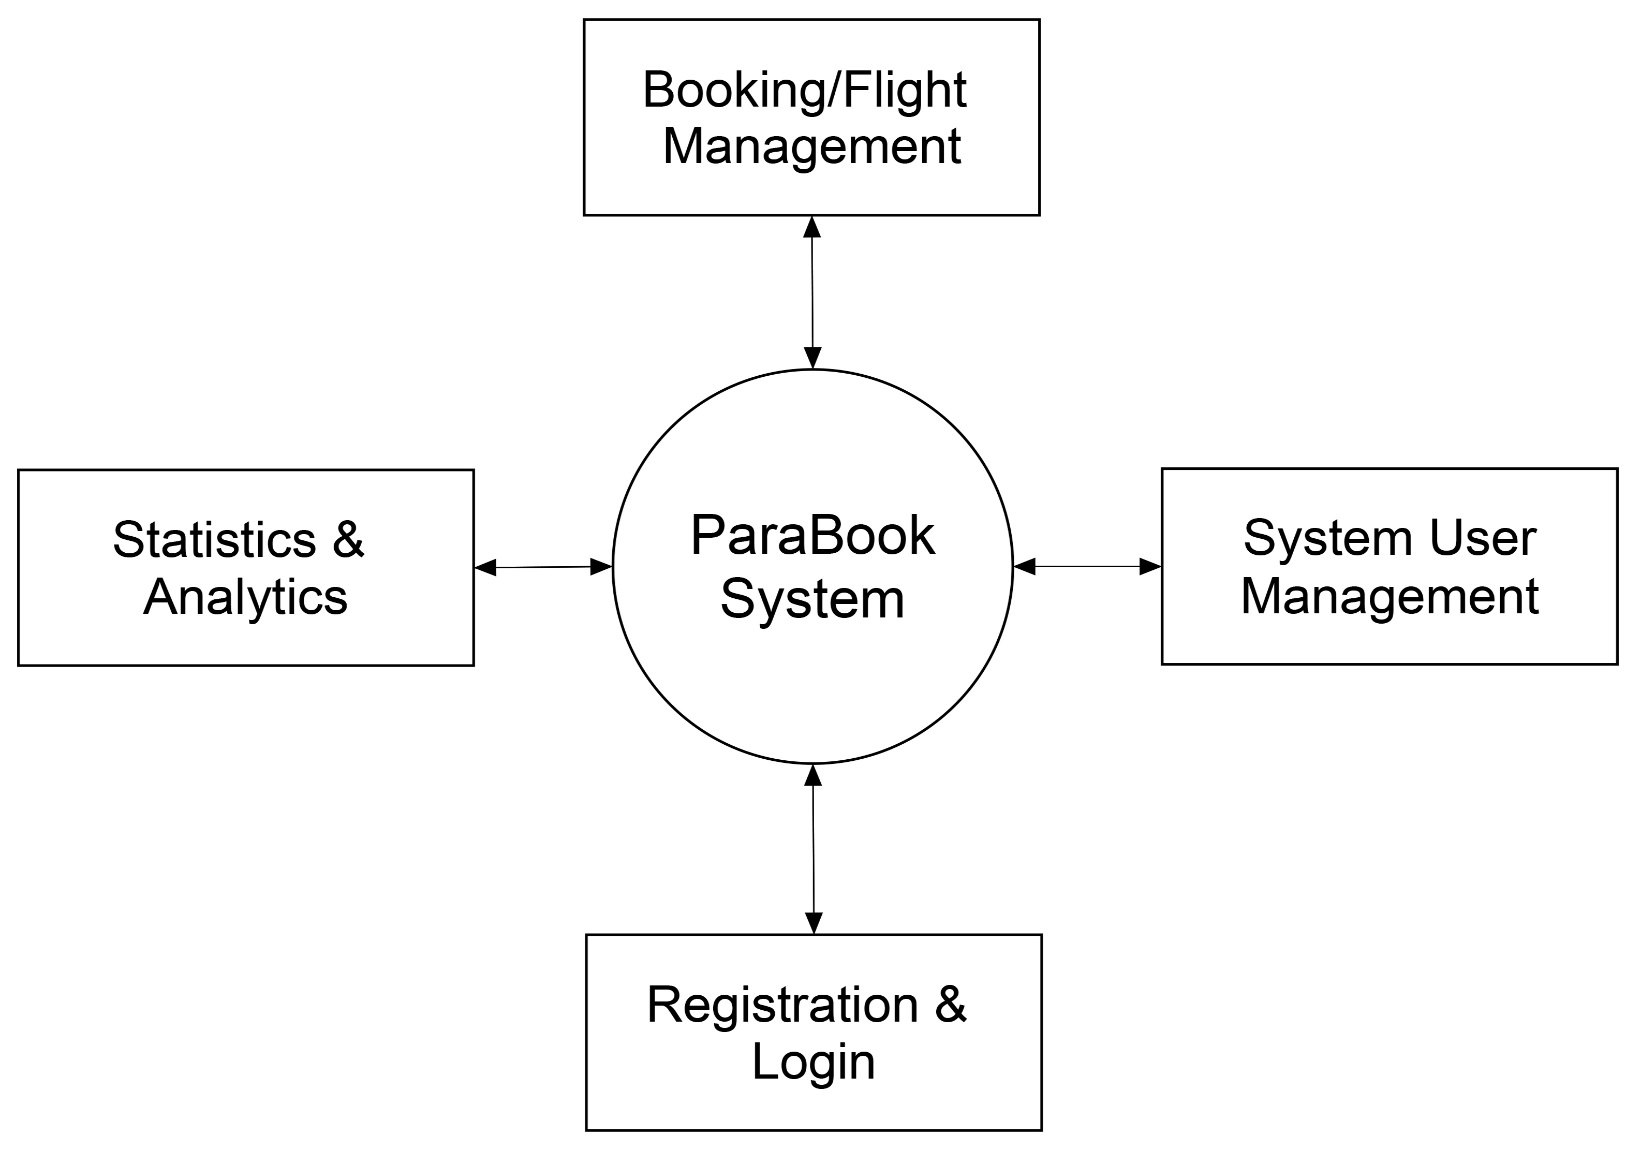 Booking/Flight
Management
Statistics &
Analytics
ParaBook
System
System User
Management
Registration &
Login